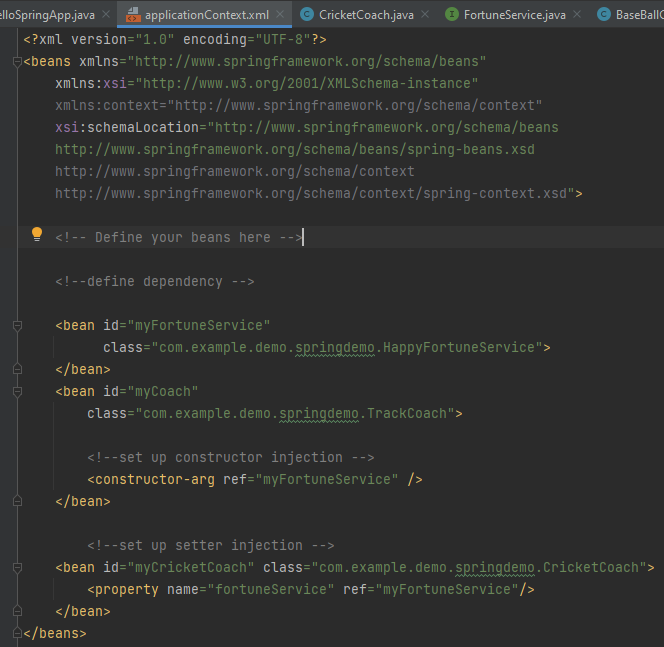 elloSpringApp.java applicationContext.xml CricketCoach.java FortuneService.java BaseBallC
<?xml version="1.0" encoding="UTF-8"?>
<beans xmlns="http://www.springframework.org/schema/beans"
xmlns:xsi="http://www.w3.org/2001/XMLSchema-instance"
xmlns:context="http://www.springframework.org/schema/context"
xsi:schemaLocation="http://www.springframework.org/schema/beans
http://www.springframework.org/schema/beans/spring-beans.xsd
http://www.springframework.org/schema/context
http://www.springframework.org/schema/context/spring-context.xsd">
<!-- Define your beans here -->
<!--define dependency -->
<bean id="myFortuneService"
class="com.example.demo.springdemo.HappyFortuneService">
</bean>
<bean id="myCoach"
class="com.example.demo.springdemo.TrackCoach">
<!--set up constructor injection -->
<constructor-arg ref="myFortuneService" />
</bean>
<!--set up setter injection -->
<bean id="myCricketCoach" class="com.example.demo.springdemo.CricketCoach">
<property name="fortuneService" ref="myFortuneService"/>
</bean>
</beans>